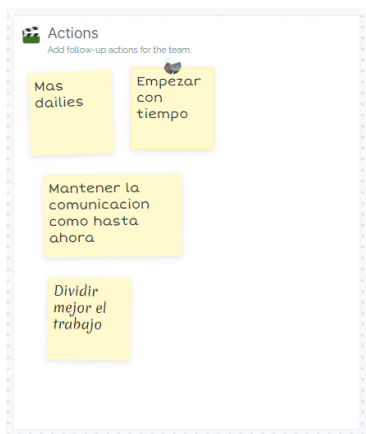 Actions
Add follow-up actions for the team.
Mas
dailies
Empezar
con
tiempo
Mantener la
comunicacion
como hasta
ahora
Dividir
mejor el
trabajo